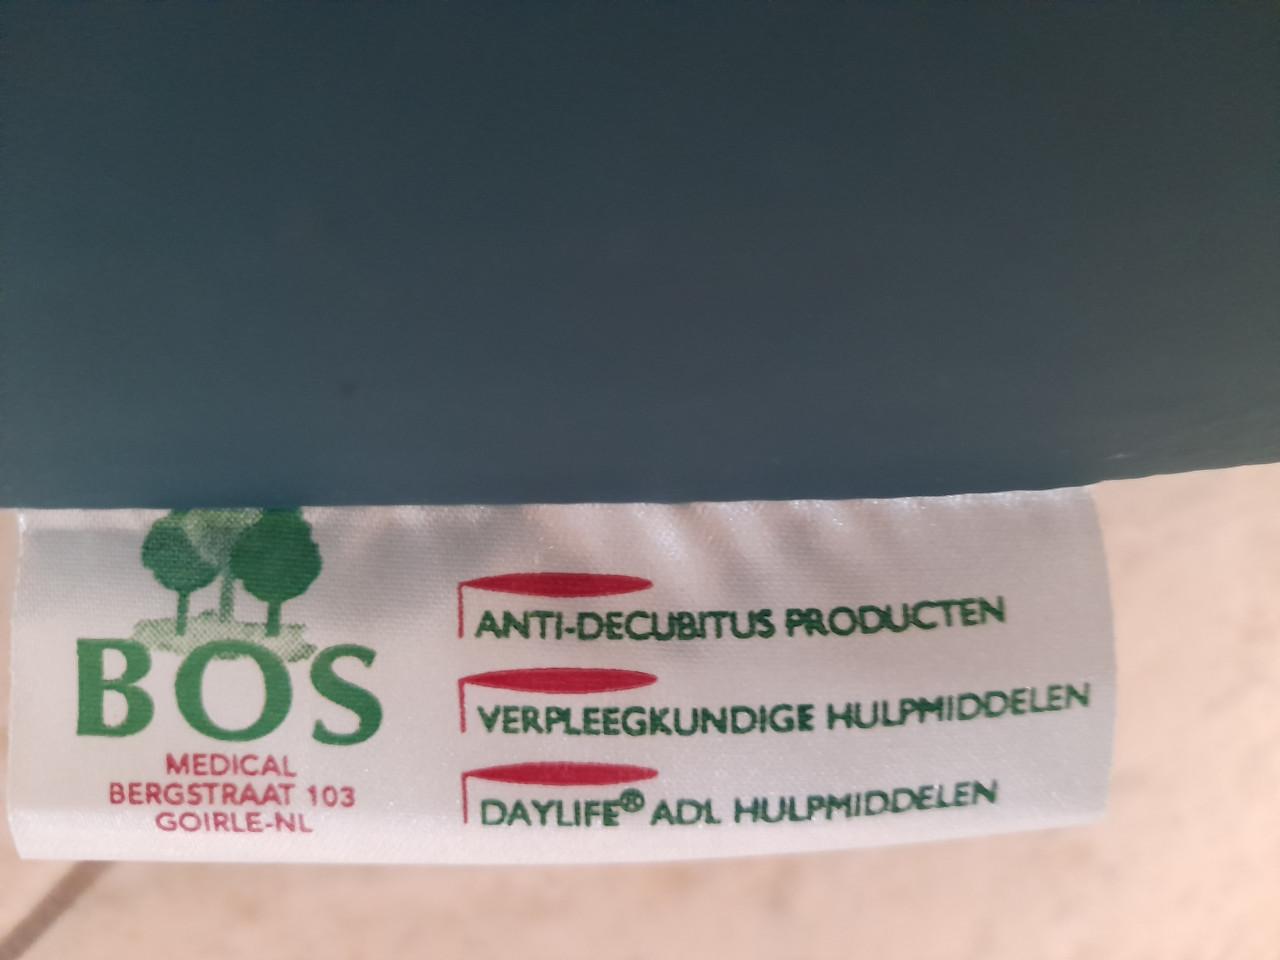 BOS
MEDICAL
BERGSTRAAT 103
GOIRLE-NL
ANTI-DECUBITUS PRODUCTEN
VERPLEEGKUNDIGE HULPMIDDELEN
DAYLIFE® ADL HULPMIDDELEN